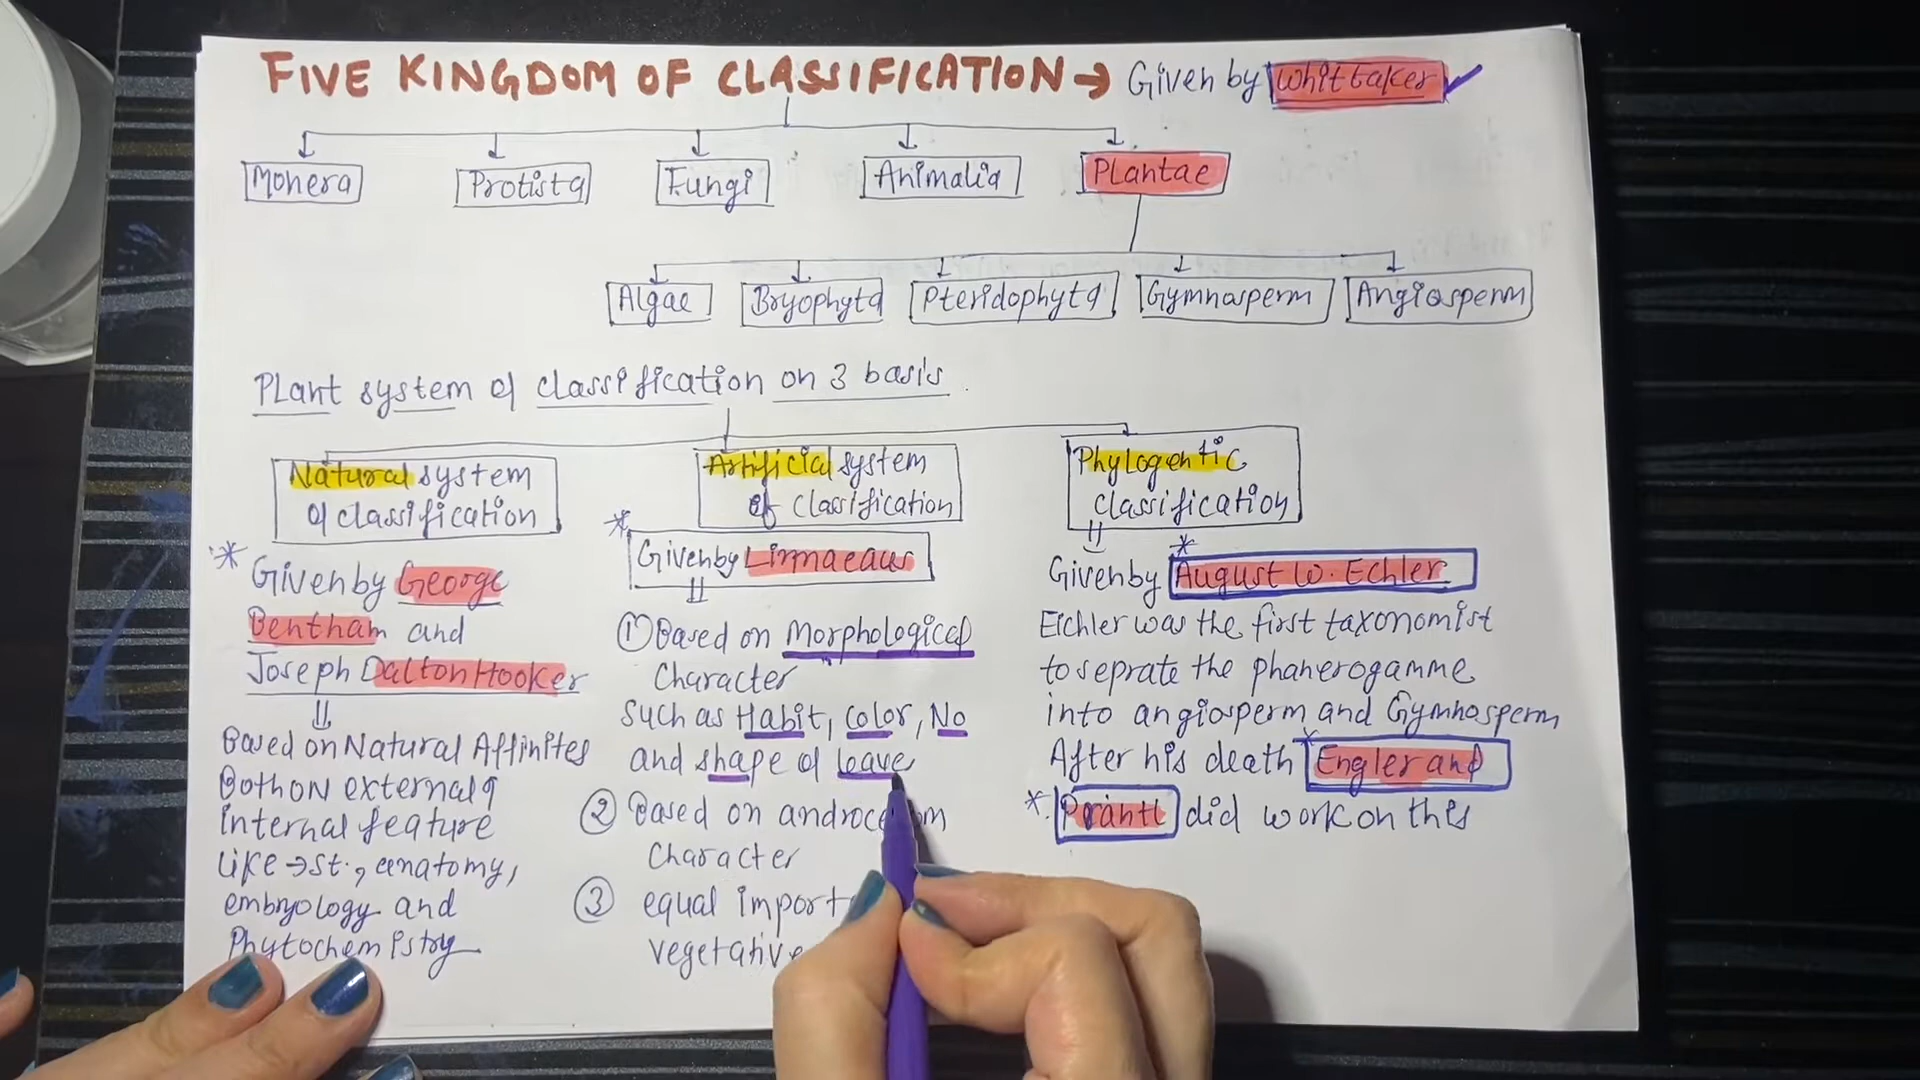 FIVE KINGDOM OF CLASSIFICATION → Given by Whittaker
Monera
Protista
Fungi
Animalia
Plantae
Algae
Bryophyta
Pteridophyta
Gymnosperm
Angiosperm
Plant system of classification on 3 basis.
Natural system
of classification
* Given by George
Bentham and
Joseph Dalton Hooker
Based on Natural Affinites
Both on external &
internal feature
like → st., anatomy,
embryology and
Phytochemistry
Artificial system
of classification
* Given by Linnaeaus
① Based on Morphological
Character
such as Habit, color, No
and shape of leave
② Based on
Character
③ equal
vegetative
Phylogentic
classification
Given by * August W. Echler
Eichler was the first taxonomist
to seprate the phanerogamme
into angiosperm and Gymnosperm
After his death * Engler and
* Prantl did work on this